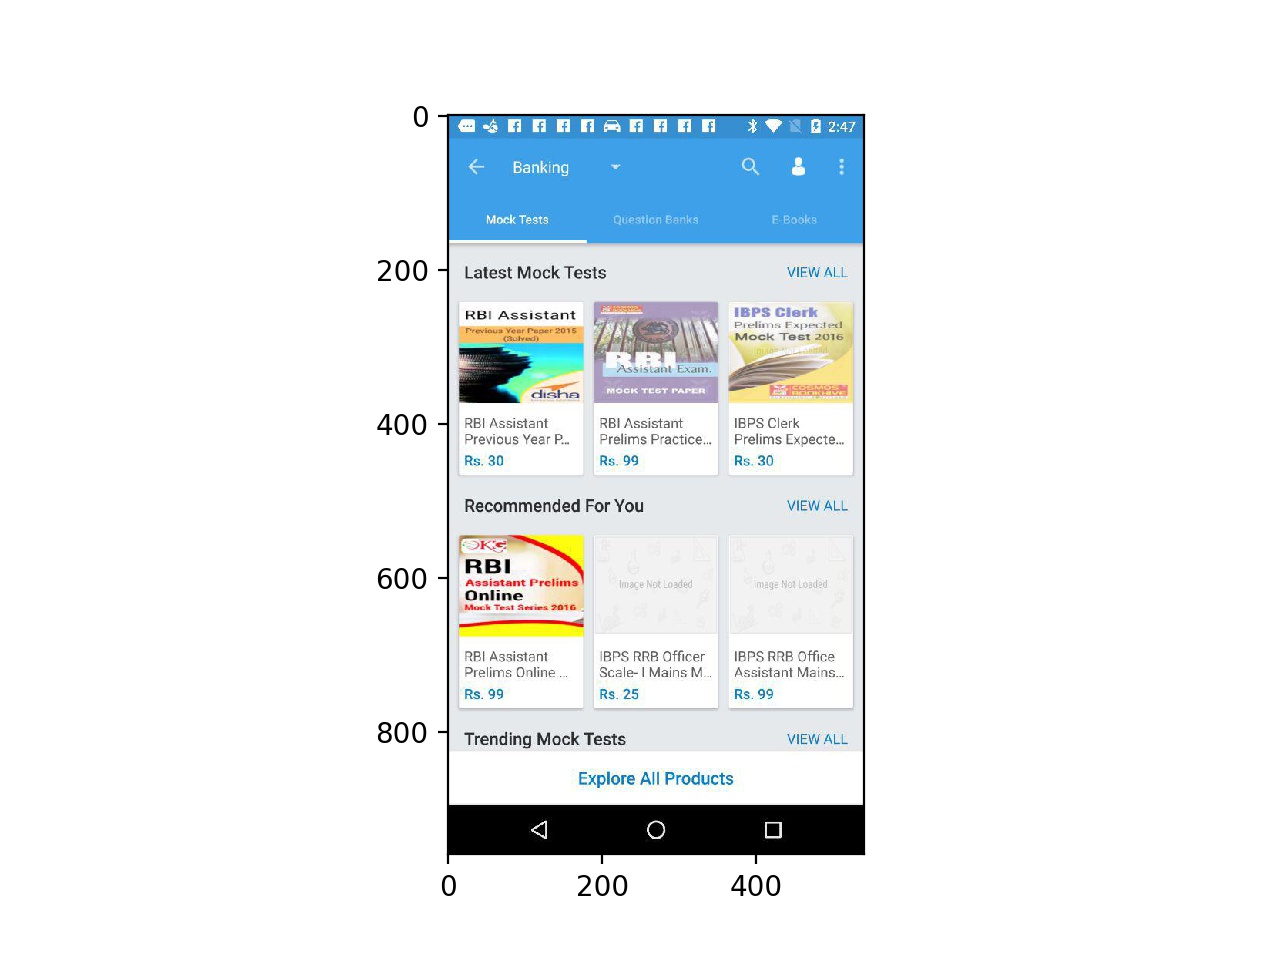 0
200
400
600
800
0
200
400
2:47
Banking
Mock Tests
Question Banks
E-Books
Latest Mock Tests
VIEW ALL
RBI Assistant
Previous Year Paper 2015
(Solved)
disha
RBI
Assistant Exam.
MOCK TEST PAPER
IBPS Clerk
Prelims Expected
Mock Test 2016
COSMOS
BOOKHIVE
RBI Assistant
Previous Year P...
Rs. 30
RBI Assistant
Prelims Practice...
Rs. 99
IBPS Clerk
Prelims Expecte...
Rs. 30
Recommended For You
VIEW ALL
OKG
RBI
Assistant Prelims
Online
Mock Test Series 2016
Image Not Loaded
Image Not Loaded
RBI Assistant
Prelims Online ...
Rs. 99
IBPS RRB Officer
Scale- I Mains M...
Rs. 25
IBPS RRB Office
Assistant Mains...
Rs. 99
Trending Mock Tests
VIEW ALL
Explore All Products